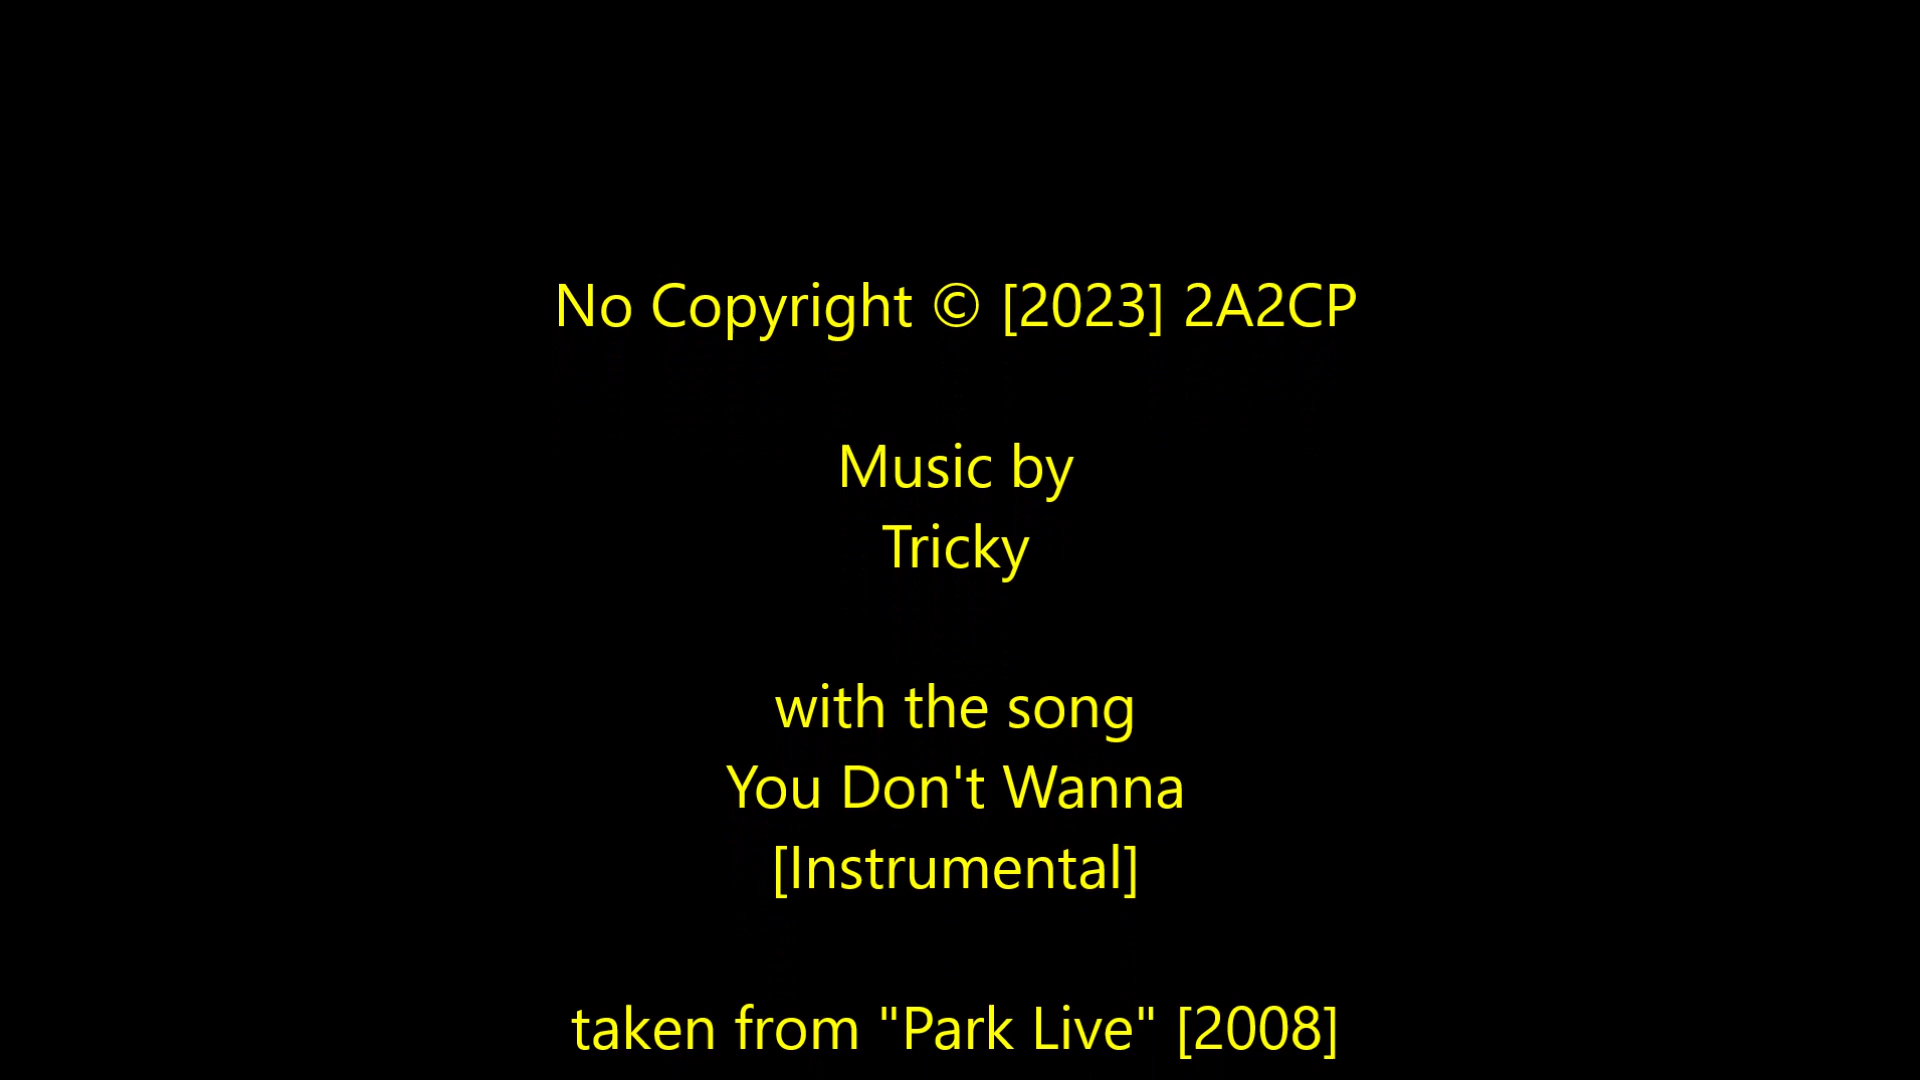 No Copyright © [2023] 2A2CP
Music by
Tricky
with the song
You Don't Wanna
[Instrumental]
taken from "Park Live" [2008]